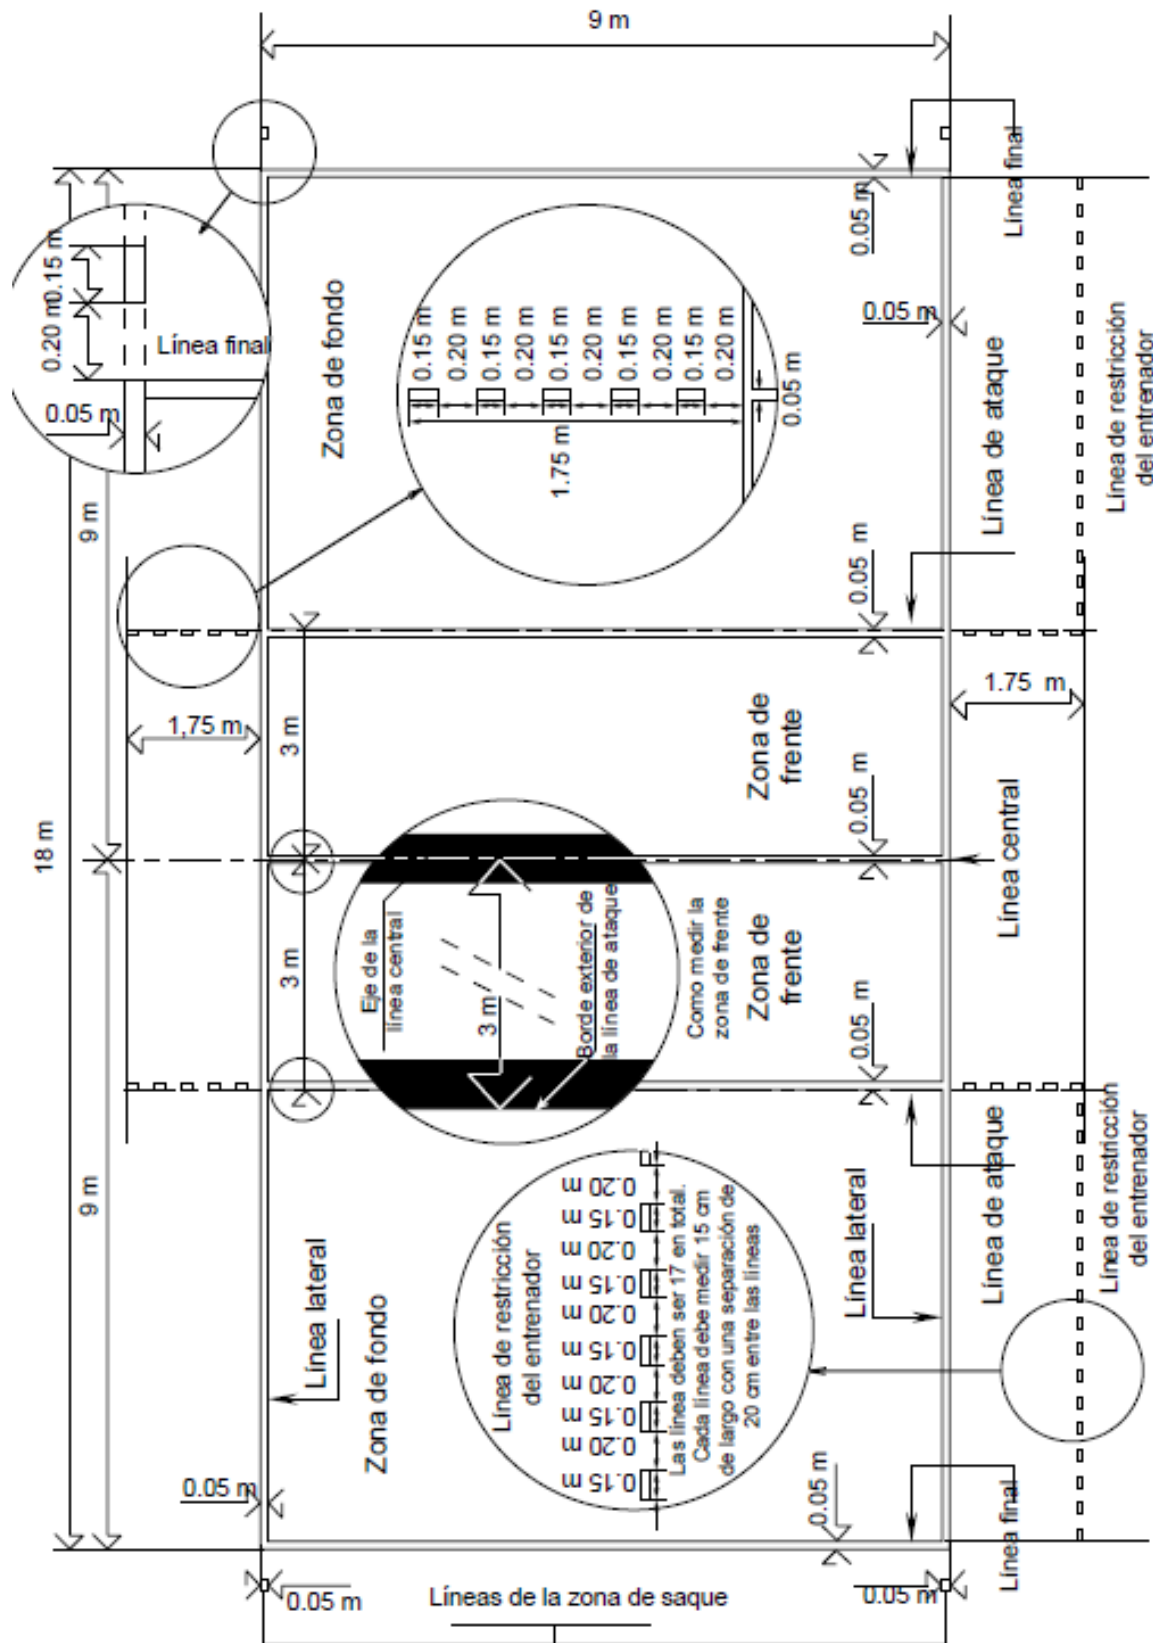 9 m
Línea final
0.05 m
0.15 m
0.20 m
Línea final
0.05 m
Zona de fondo
0.15 m
0.20 m
0.15 m
0.20 m
0.15 m
0.20 m
0.15 m
0.20 m
0.15 m
0.20 m
1.75 m
0.05 m
0.05 m
Línea de ataque
Línea de restricción
del entrenador
9 m
0.05 m
1,75 m
3 m
Zona de
frente
0.05 m
1.75 m
18 m
Línea central
3 m
Eje de la
línea central
3 m
Borde exterior de
la línea de ataque
Como medir la
zona de frente
Zona de
frente
0.05 m
9 m
Línea lateral
Zona de fondo
Línea de restricción
del entrenador
0.20 m
0.15 m
0.20 m
0.15 m
0.20 m
0.15 m
0.20 m
0.15 m
0.20 m
0.15 m
Las línea deben ser 17 en total.
Cada línea debe medir 15 cm
de largo con una separación de
20 cm entre las líneas
Línea lateral
Línea de ataque
Línea de restricción
del entrenador
0.05 m
0.05 m
Línea final
0.05 m
Líneas de la zona de saque
0.05 m